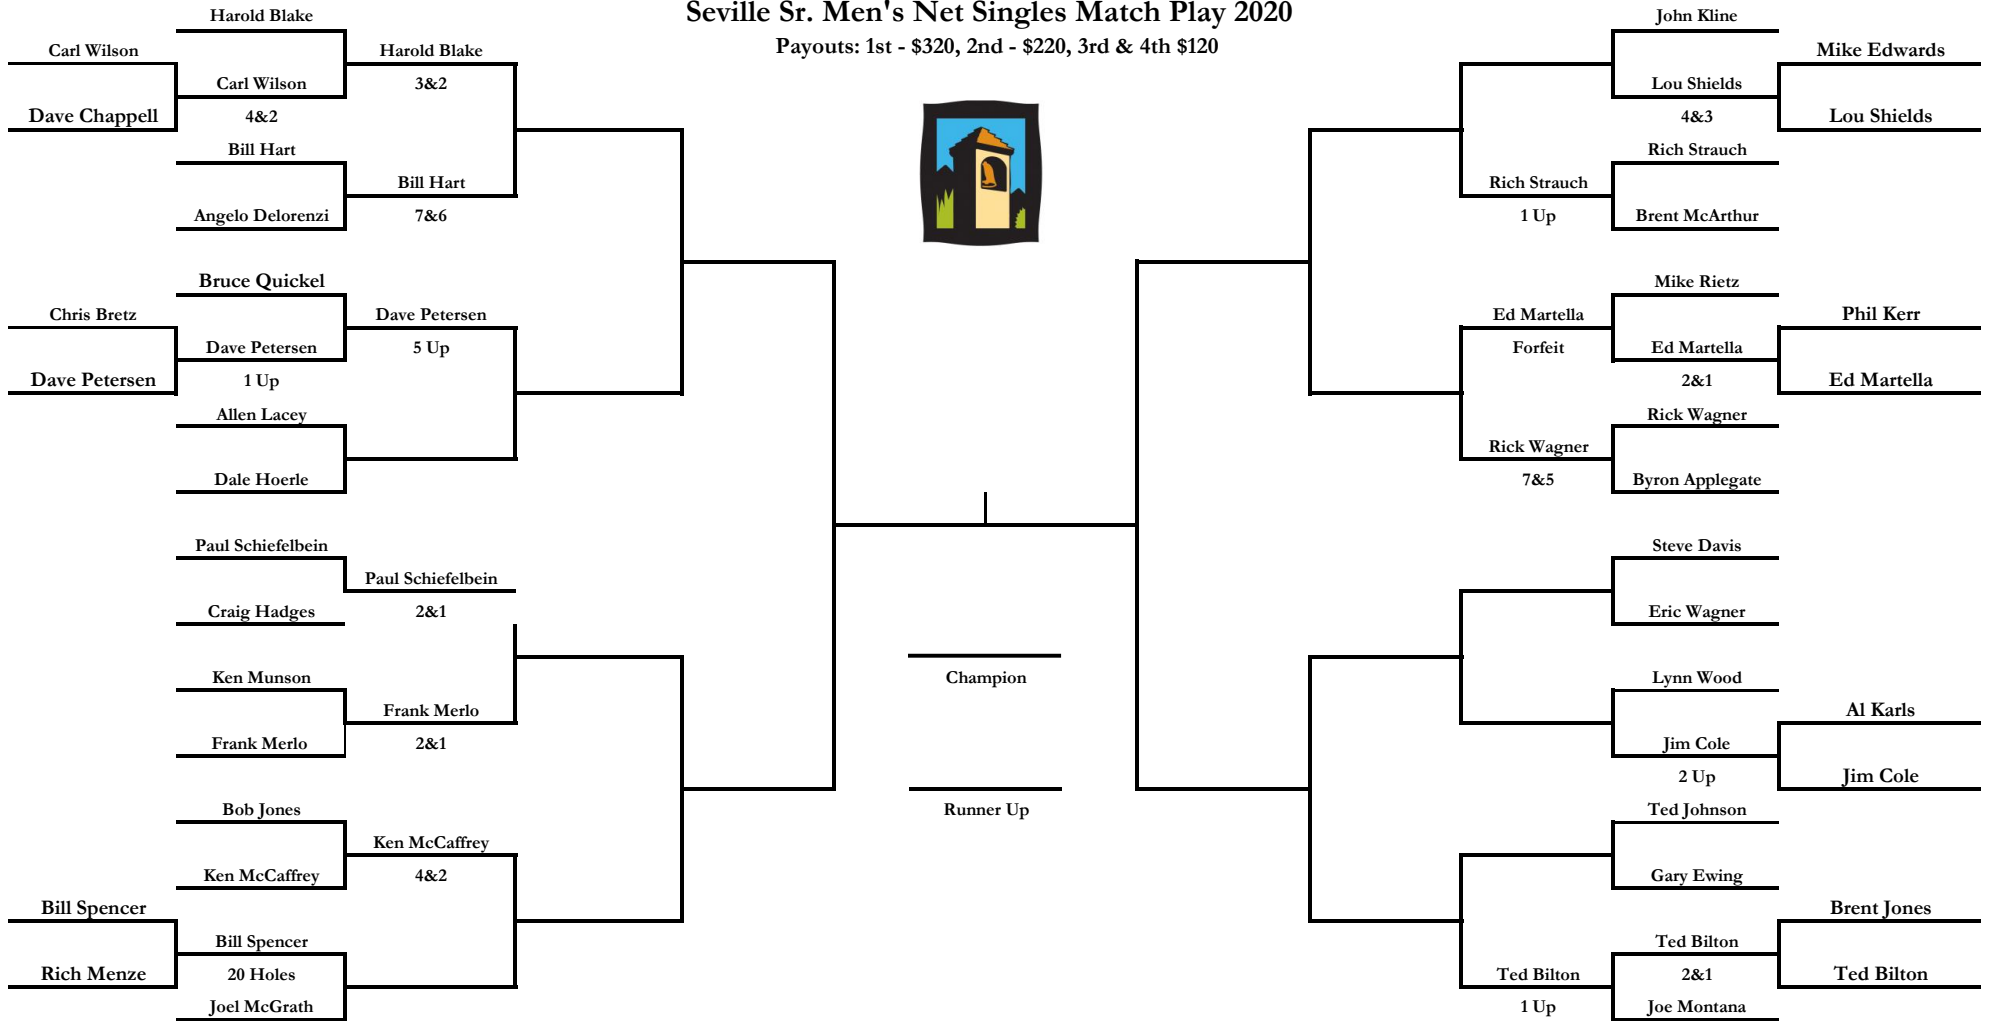 Seville Sr. Men's Net Singles Match Play 2020
Payouts: 1st - $320, 2nd - $220, 3rd & 4th $120
Harold Blake
Carl Wilson
Harold Blake
Carl Wilson
3&2
Dave Chappell
4&2
Bill Hart
Bill Hart
Angelo Delorenzi
7&6
Bruce Quickel
Chris Bretz
Dave Petersen
Dave Petersen
5 Up
Dave Petersen
1 Up
Allen Lacey
Dale Hoerle
Paul Schiefelbein
Paul Schiefelbein
Craig Hadges
2&1
Ken Munson
Frank Merlo
Frank Merlo
2&1
Bob Jones
Ken McCaffrey
Ken McCaffrey
4&2
Bill Spencer
Bill Spencer
Rich Menze
20 Holes
Joel McGrath
Champion
Runner Up
John Kline
Mike Edwards
Lou Shields
4&3
Lou Shields
Rich Strauch
Rich Strauch
1 Up
Brent McArthur
Mike Rietz
Ed Martella
Phil Kerr
Forfeit
Ed Martella
2&1
Ed Martella
Rick Wagner
Rick Wagner
7&5
Byron Applegate
Steve Davis
Eric Wagner
Lynn Wood
Al Karls
Jim Cole
2 Up
Jim Cole
Ted Johnson
Gary Ewing
Brent Jones
Ted Bilton
Ted Bilton
2&1
Ted Bilton
1 Up
Joe Montana